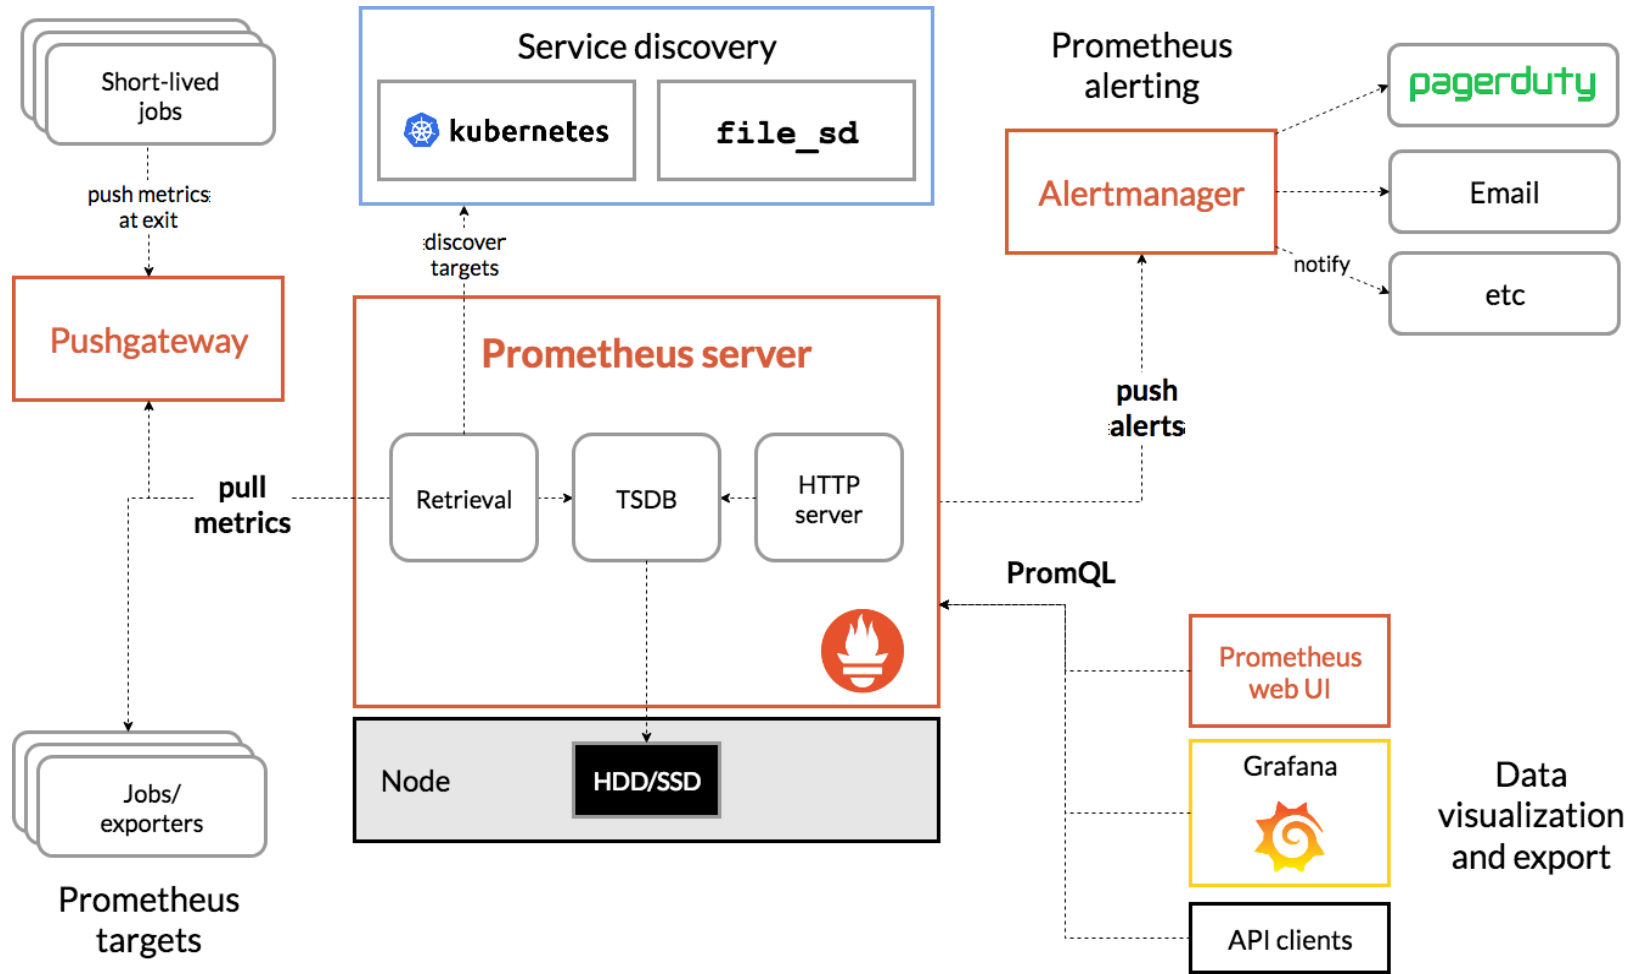 Short-lived
jobs
push metrics
at exit
Pushgateway
pull
metrics
Jobs/
exporters
Prometheus
targets
Service discovery
kubernetes
file_sd
discover
targets
Prometheus server
Retrieval
TSDB
HTTP
server
Node
HDD/SSD
Prometheus
alerting
Alertmanager
pagerduty
Email
etc
notify
push
alerts
PromQL
Prometheus
web UI
Grafana
API clients
Data
visualization
and export